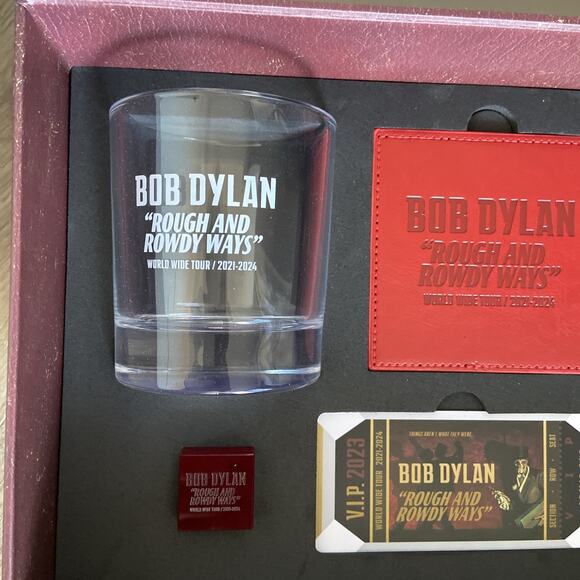 BOB DYLAN
"ROUGH AND
ROWDY WAYS"
WORLD WIDE TOUR / 2021-2024
BOB DYLAN
"ROUGH AND
ROWDY WAYS"
WORLD WIDE TOUR / 2021-2024
BOB DYLAN
"ROUGH AND
ROWDY WAYS"
WORLD WIDE TOUR / 2021-2024
V.I.P. 2023
WORLD WIDE TOUR 2021-2024
THINGS AREN'T WHAT THEY WERE...
BOB DYLAN
"ROUGH AND
ROWDY WAYS"
SECTION · ROW · SEAT
V I P